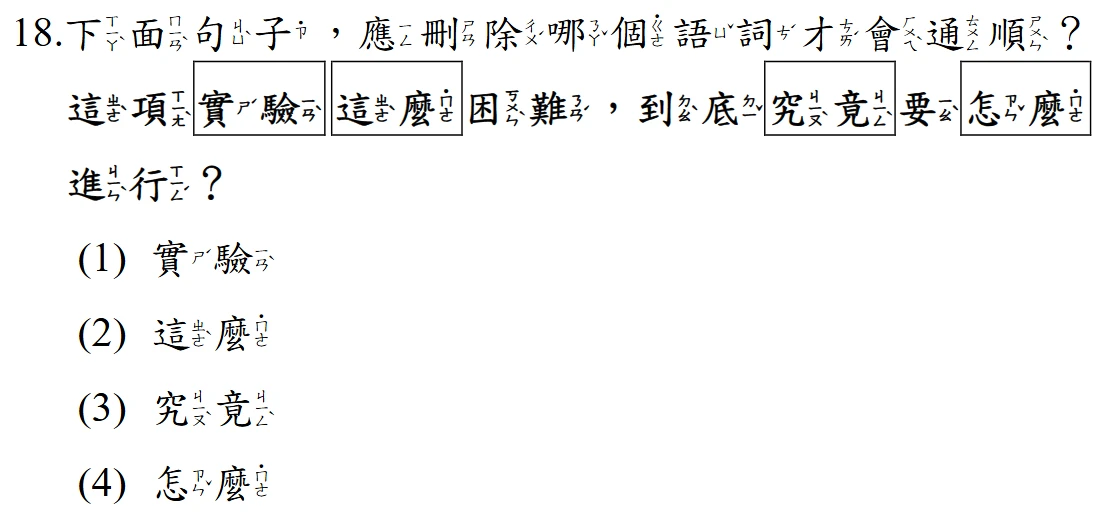 18.下面句子，應刪除哪個語詞才會通順？
這項實驗這麼困難，到底究竟要怎麼
進行？
(1) 實驗
(2) 這麼
(3) 究竟
(4) 怎麼